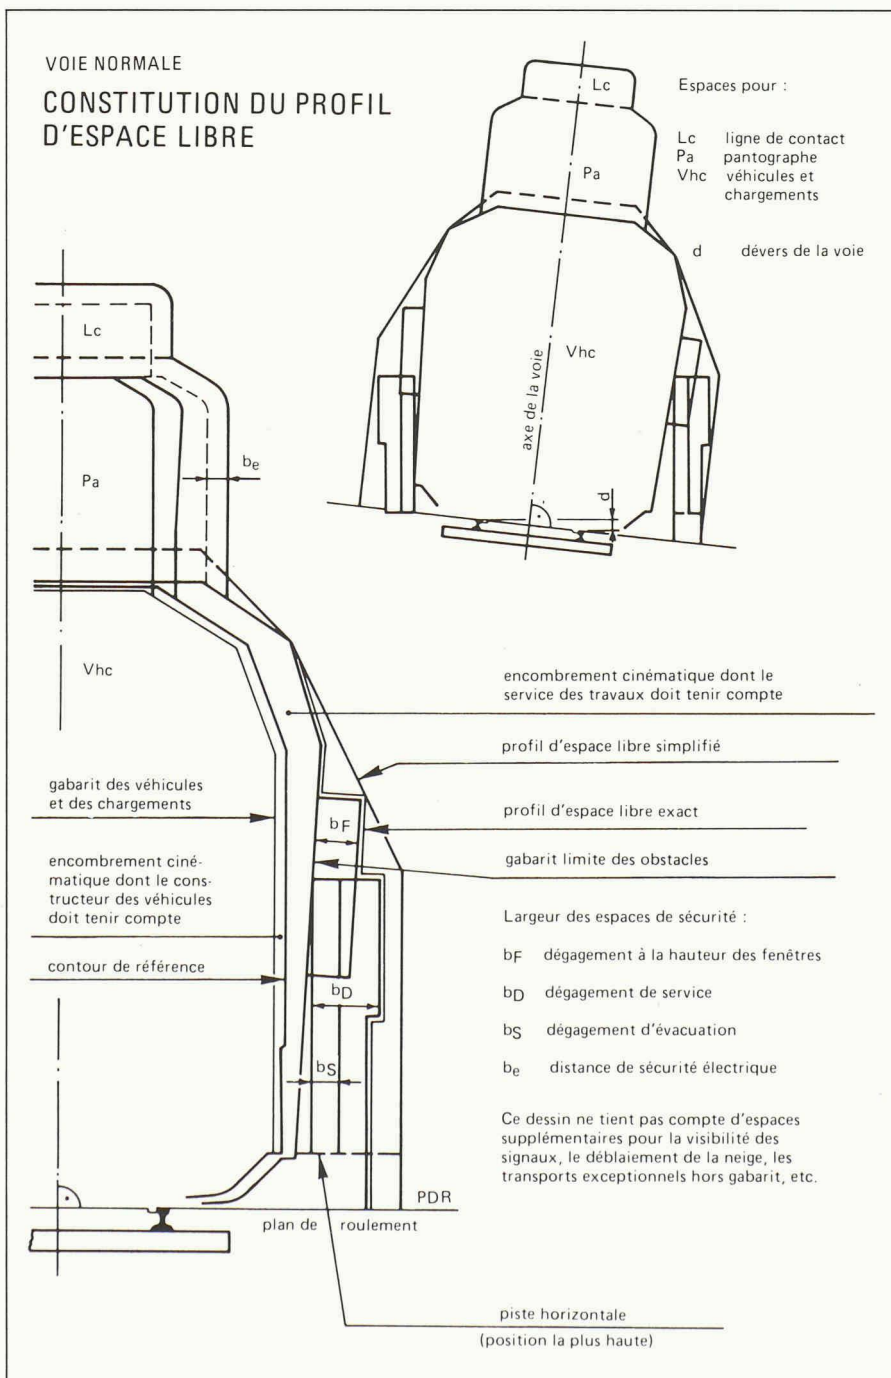 VOIE NORMALE
CONSTITUTION DU PROFIL
D'ESPACE LIBRE
Lc
Pa
Vhc
axe de la voie
d
Espaces pour :
Lc ligne de contact
Pa pantographe
Vhc véhicules et
chargements
d dévers de la voie
Lc
be
Pa
Vhc
encombrement cinématique dont le
service des travaux doit tenir compte
profil d'espace libre simplifié
gabarit des véhicules
et des chargements
profil d'espace libre exact
bF
gabarit limite des obstacles
encombrement ciné-
matique dont le cons-
tructeur des véhicules
doit tenir compte
contour de référence
bD
bS
Largeur des espaces de sécurité :
bF dégagement à la hauteur des fenêtres
bD dégagement de service
bS dégagement d'évacuation
be distance de sécurité électrique
Ce dessin ne tient pas compte d'espaces
supplémentaires pour la visibilité des
signaux, le déblaiement de la neige, les
transports exceptionnels hors gabarit, etc.
PDR
plan de roulement
piste horizontale
(position la plus haute)